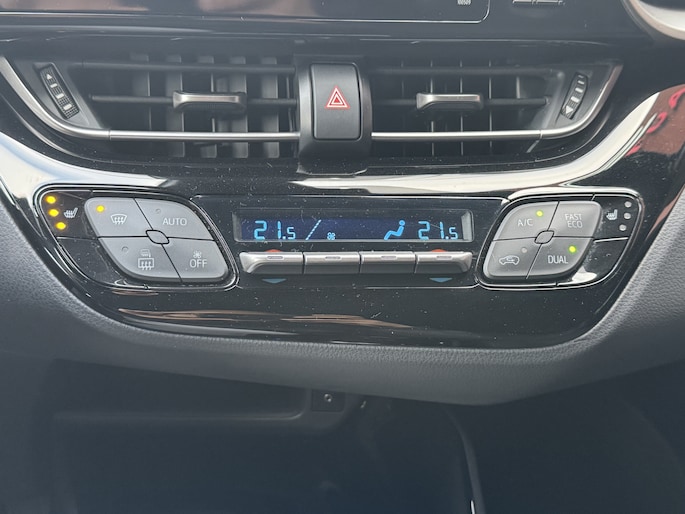 AUTO
OFF
21.5
21.5
A/C
FAST
ECO
DUAL